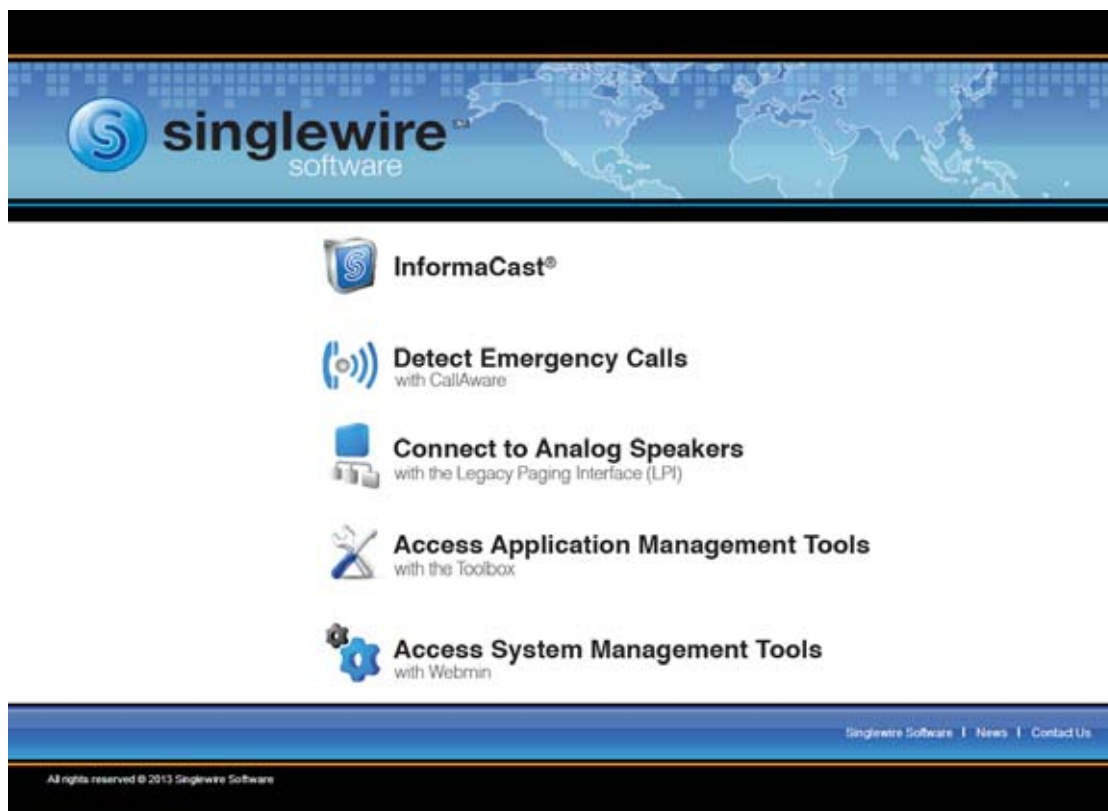 singlewire
software
InformaCast®
Detect Emergency Calls
with CallAware
Connect to Analog Speakers
with the Legacy Paging Interface (LPI)
Access Application Management Tools
with the Toolbox
Access System Management Tools
with Webmin
Singlewire Software | News | Contact Us
All rights reserved © 2013 Singlewire Software